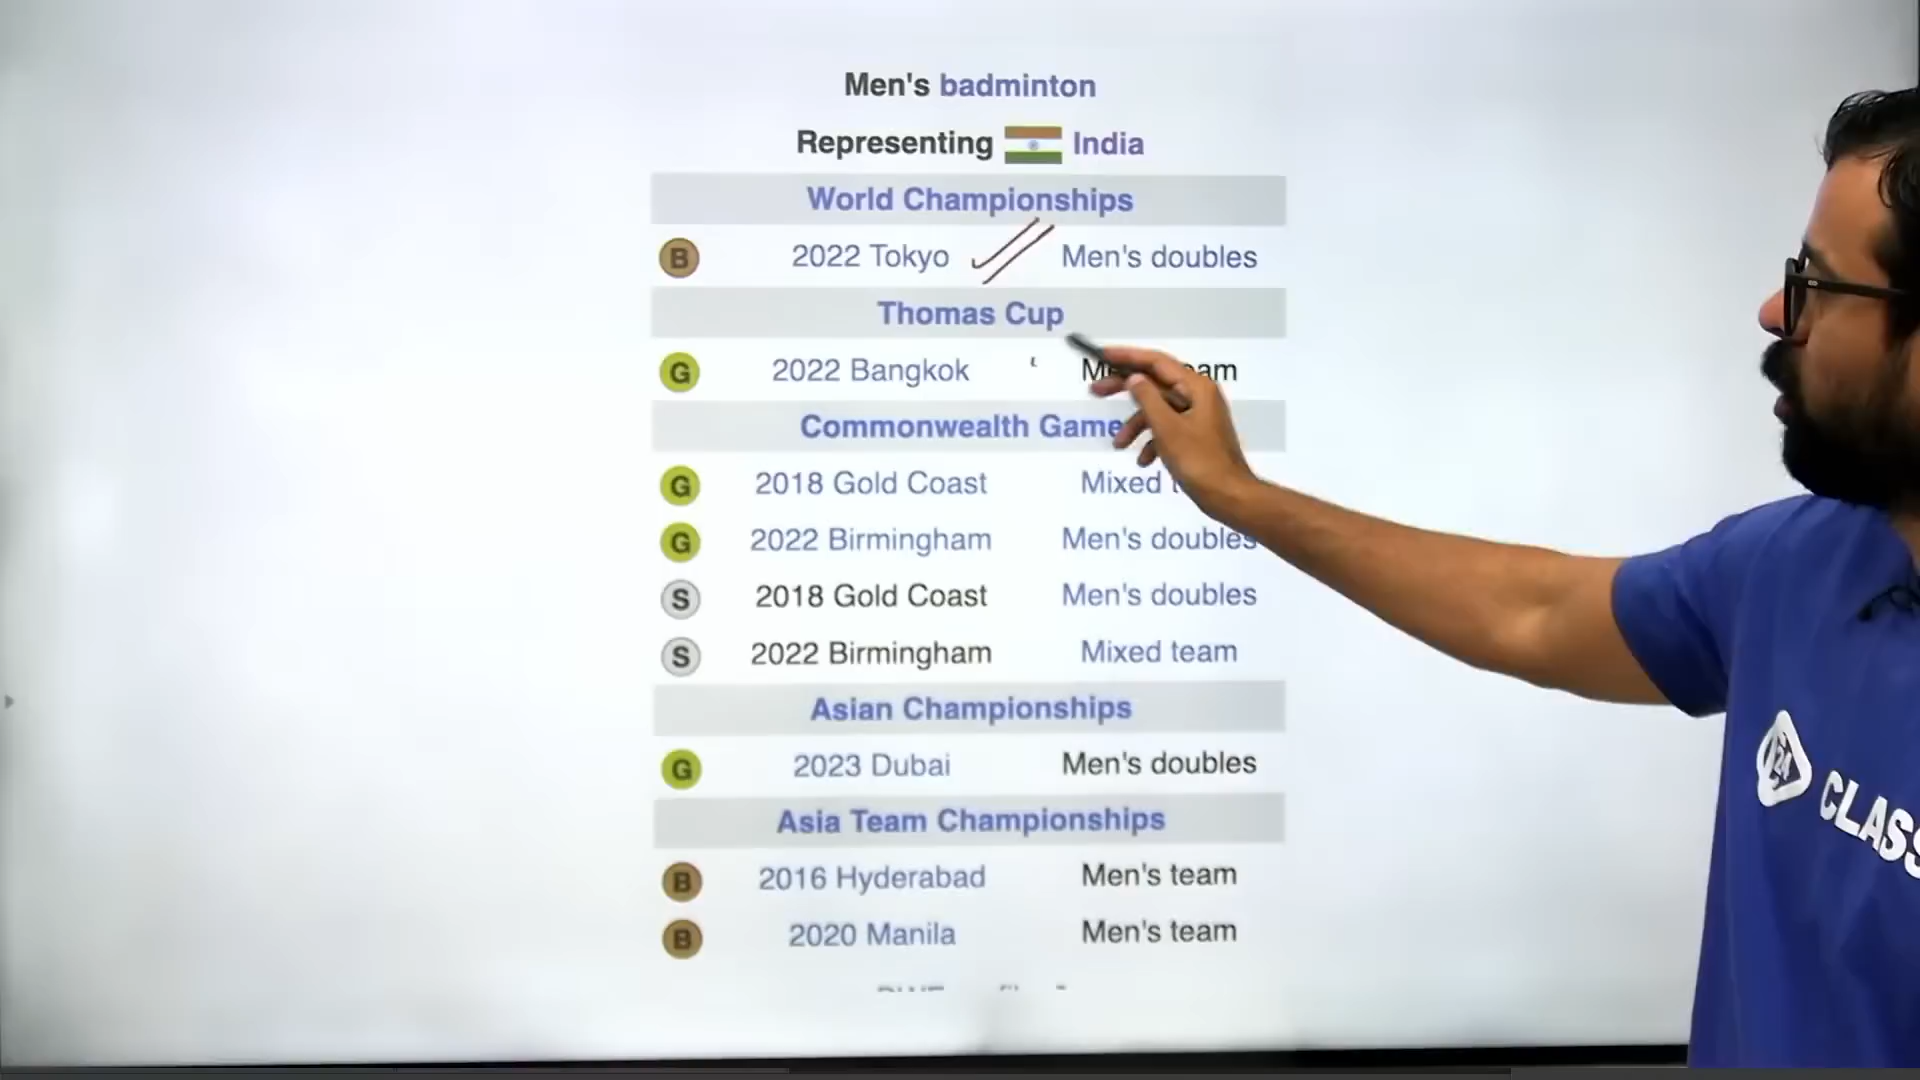 Men's badminton
Representing India
World Championships
B 2022 Tokyo Men's doubles
Thomas Cup
G 2022 Bangkok
Commonwealth Game
G 2018 Gold Coast Mixed
G 2022 Birmingham Men's doubles
S 2018 Gold Coast Men's doubles
S 2022 Birmingham Mixed team
Asian Championships
G 2023 Dubai Men's doubles
Asia Team Championships
B 2016 Hyderabad Men's team
B 2020 Manila Men's team
24
CLASS